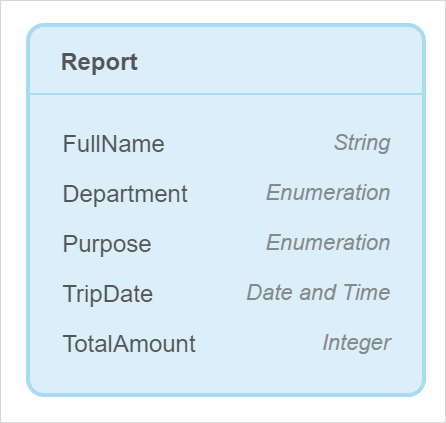 Report
FullName String
Department Enumeration
Purpose Enumeration
TripDate Date and Time
TotalAmount Integer